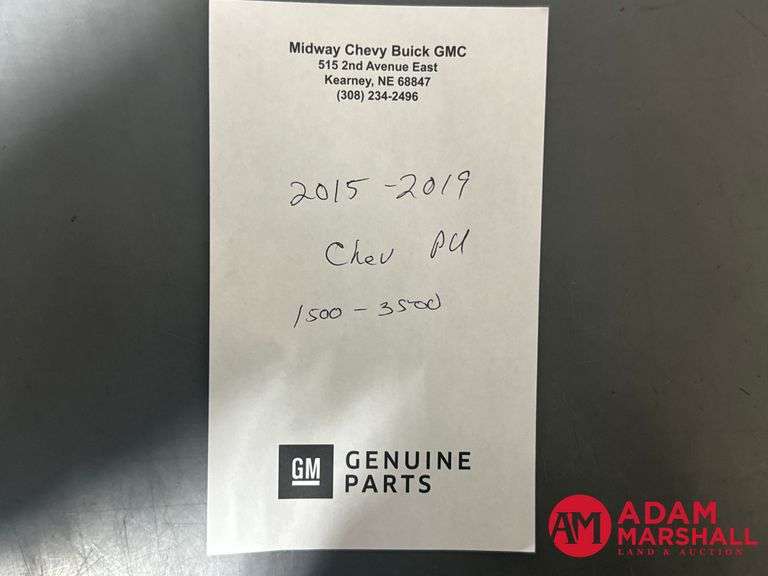 Midway Chevy Buick GMC
515 2nd Avenue East
Kearney, NE 68847
(308) 234-2496
2015 - 2019
Chev PU
1500 - 3500
GM
GENUINE
PARTS
AM
ADAM
MARSHALL
LAND & AUCTION